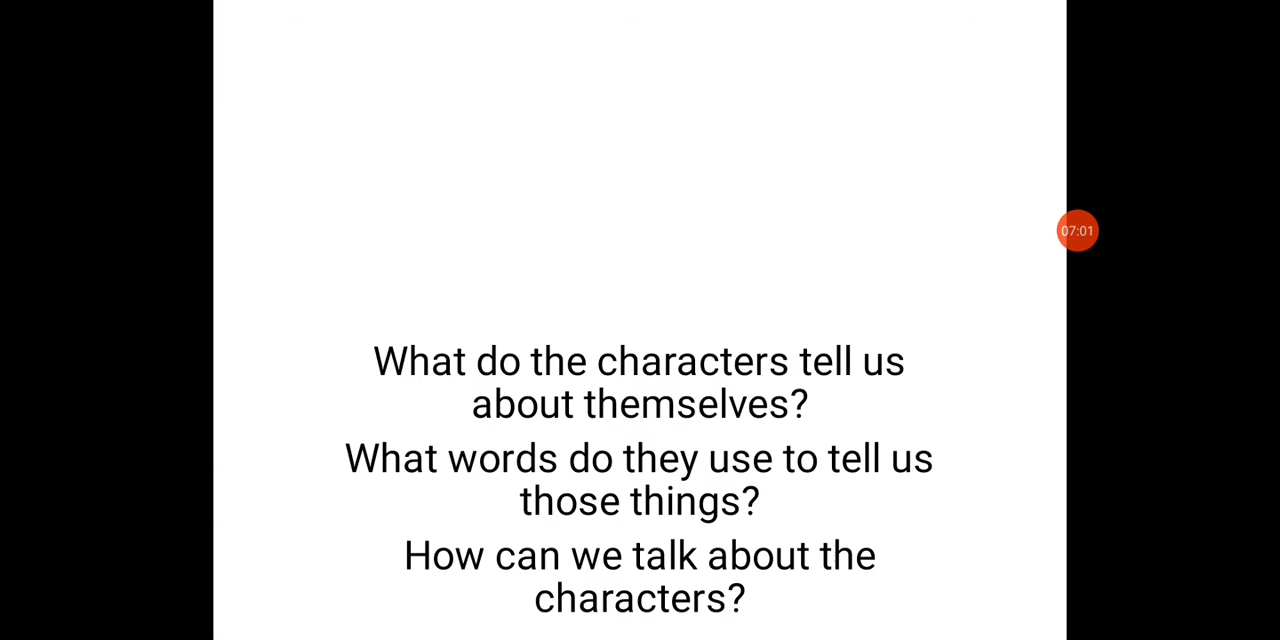 07:01
What do the characters tell us
about themselves?
What words do they use to tell us
those things?
How can we talk about the
characters?